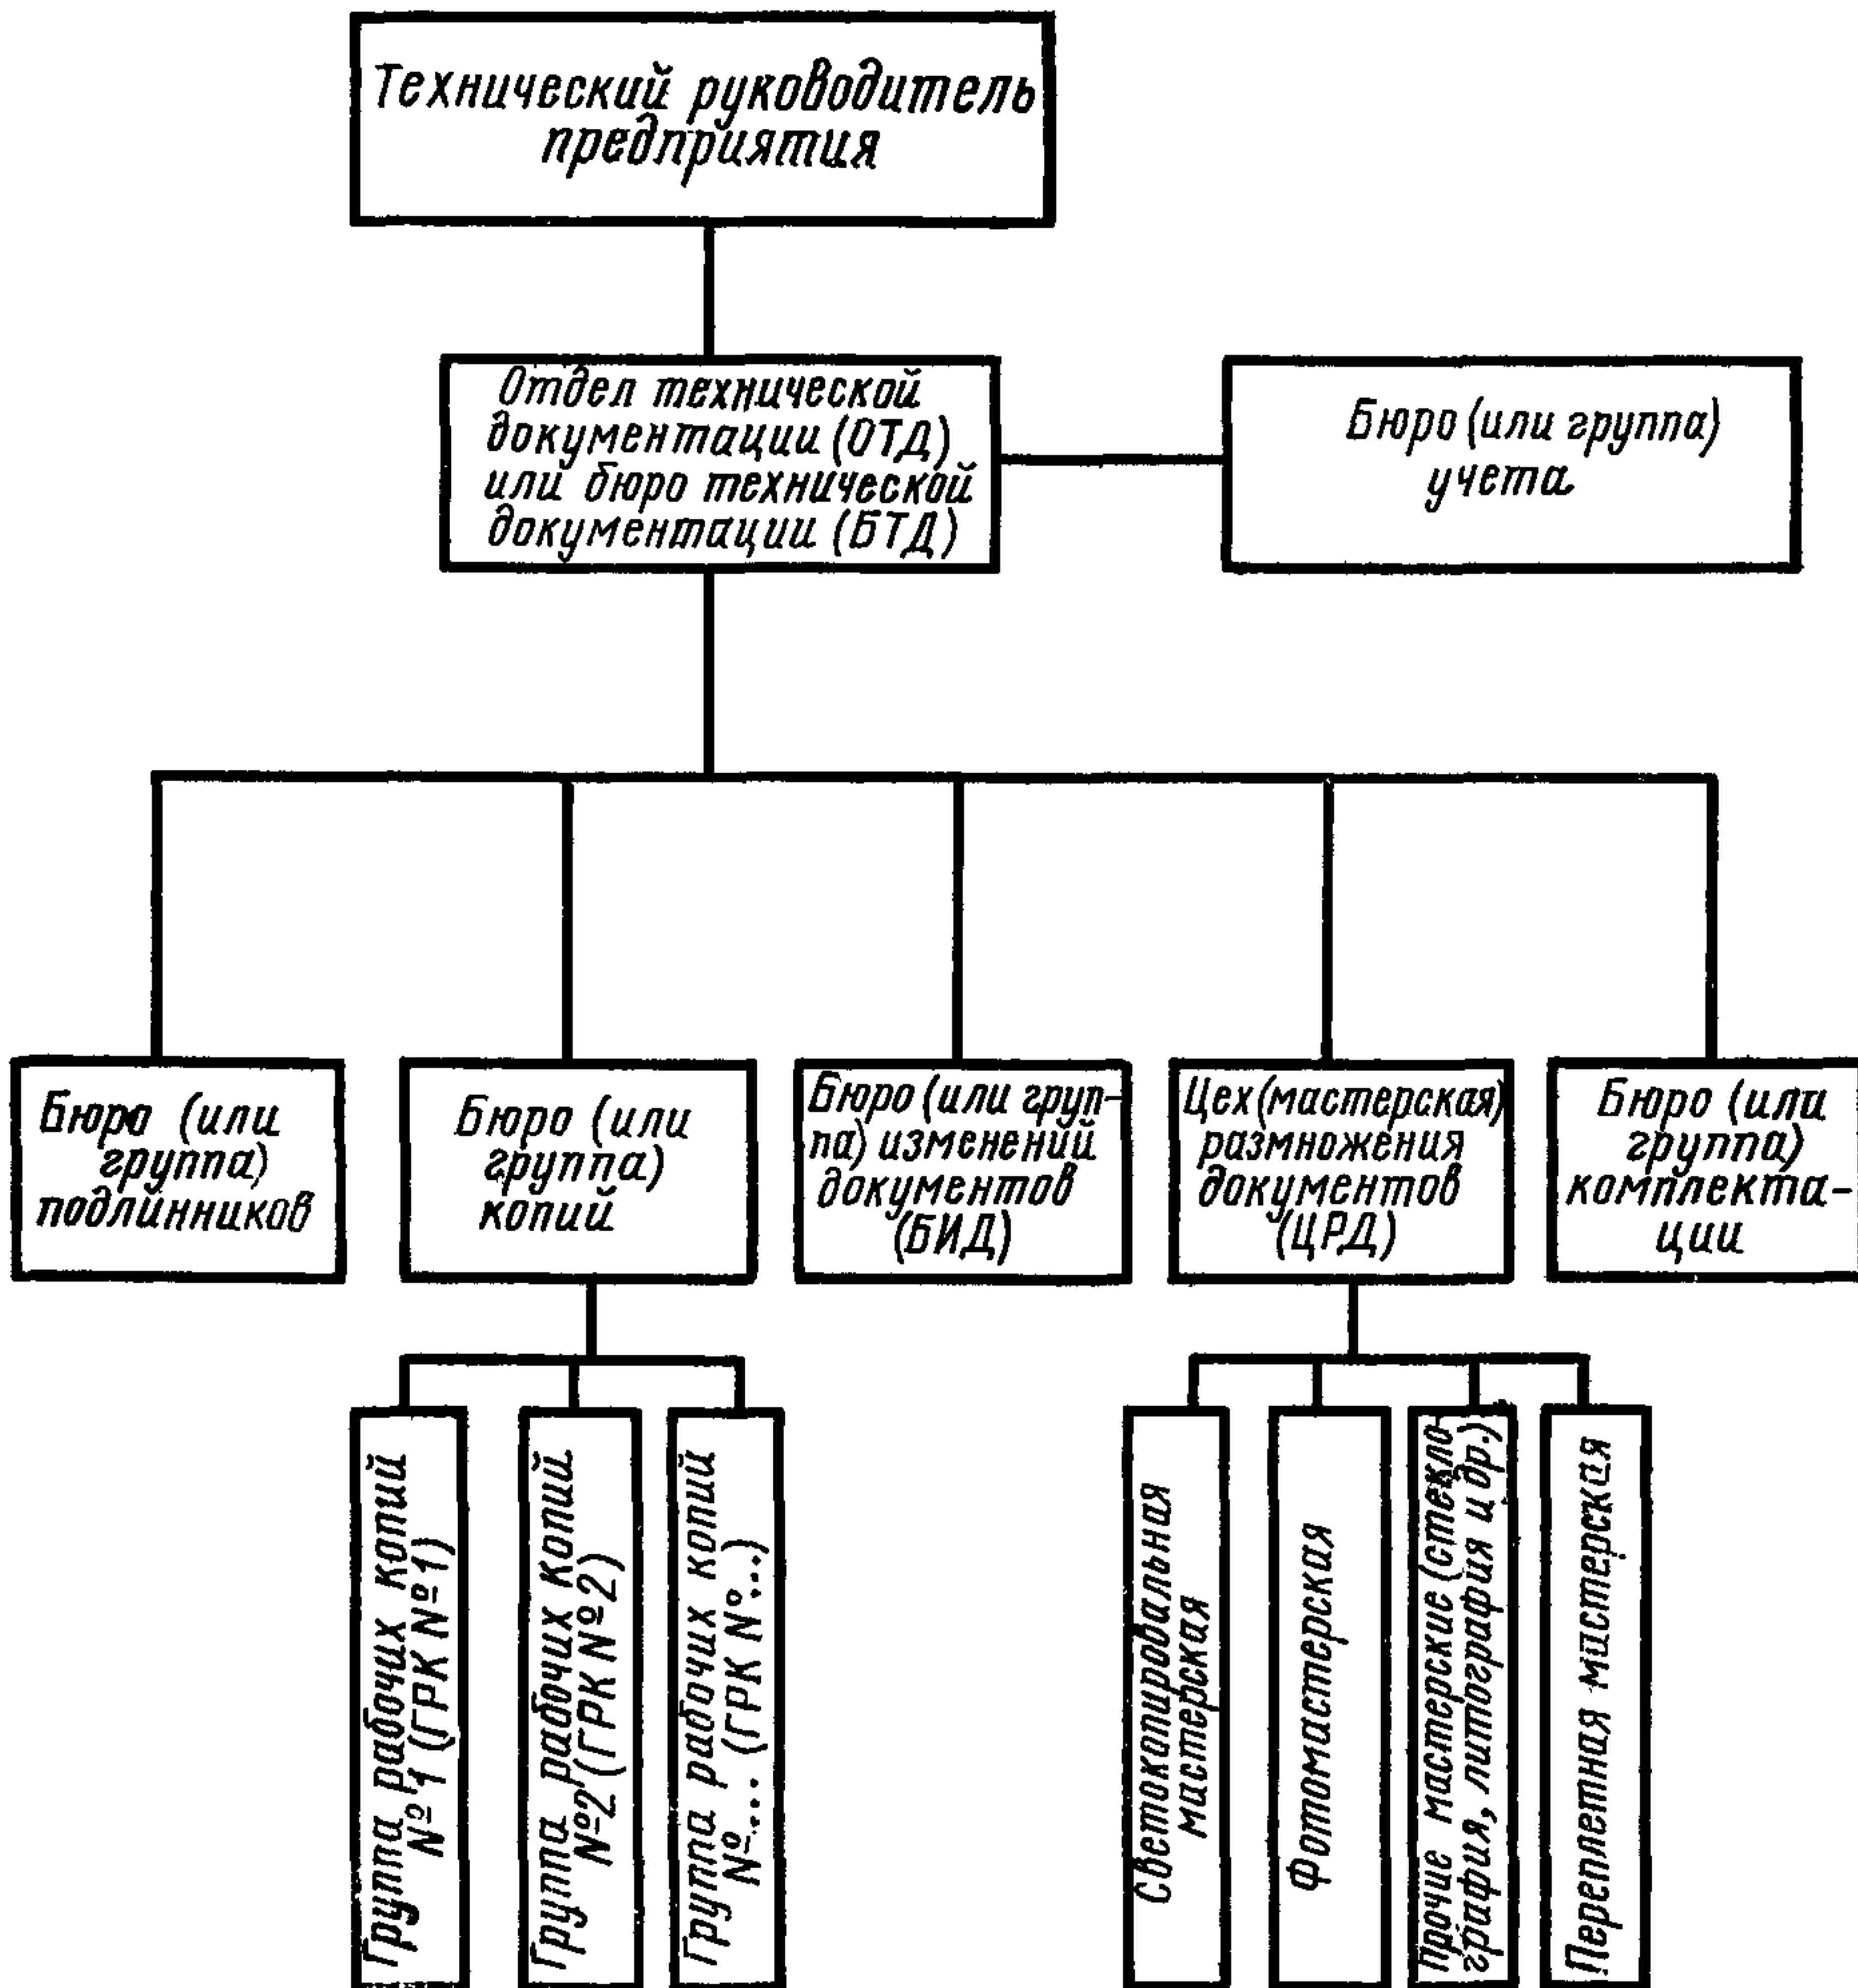 Технический руководитель
предприятия
Отдел технической
документации (ОТД)
или бюро технической
документации (БТД)
Бюро (или группа)
учета
Бюро (или
группа)
подлинников
Бюро (или
группа)
копий
Бюро (или груп-
па) изменений
документов
(БИД)
Цех (мастерская)
размножения
документов
(ЦРД)
Бюро (или
группа)
комплекта-
ции
Группа рабочих копий
№1 (ГРК №1)
Группа рабочих копий
№2 (ГРК №2)
Группа рабочих копий
№... (ГРК №...)
Светокопировальная
мастерская
Фотомастерская
Прочие мастерские (стекло-
графия, литография и др.)
Переплетная мастерская